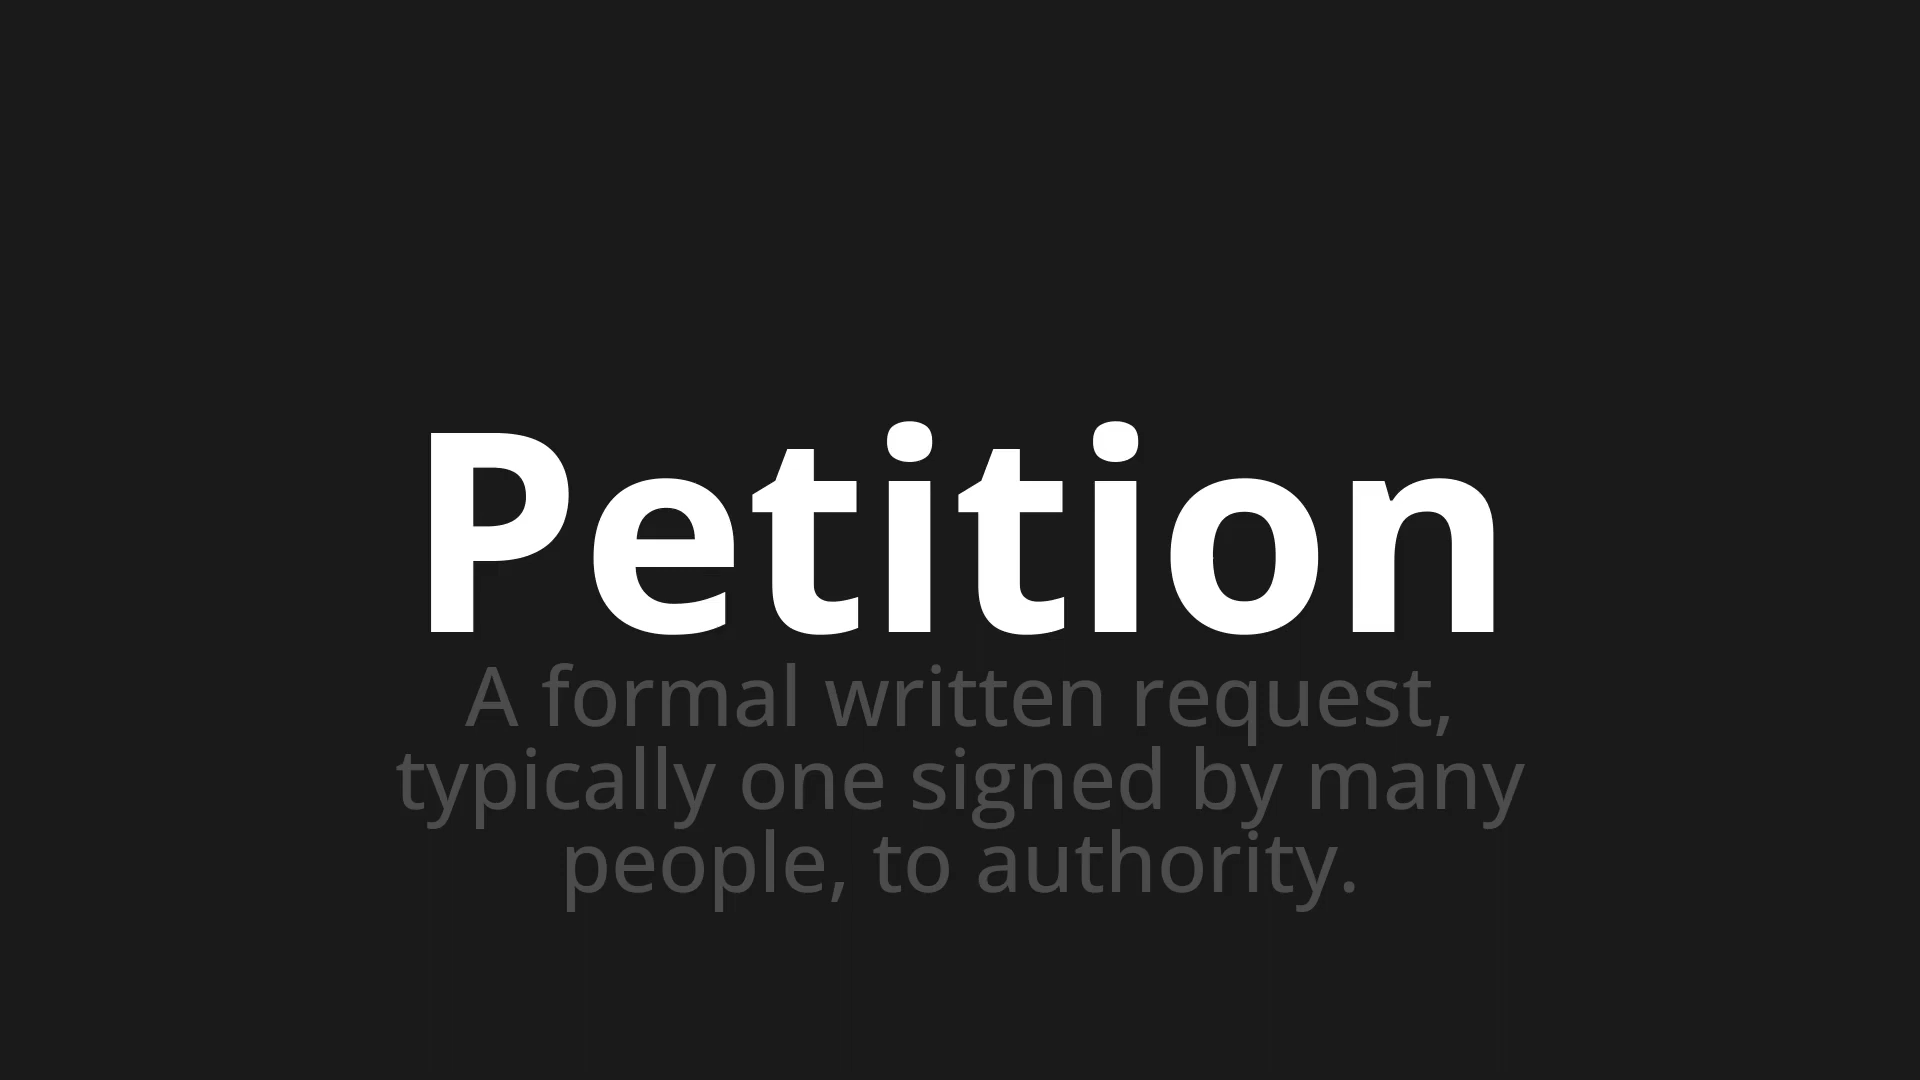 Petition
A formal written request,
typically one signed by many
people, to authority.